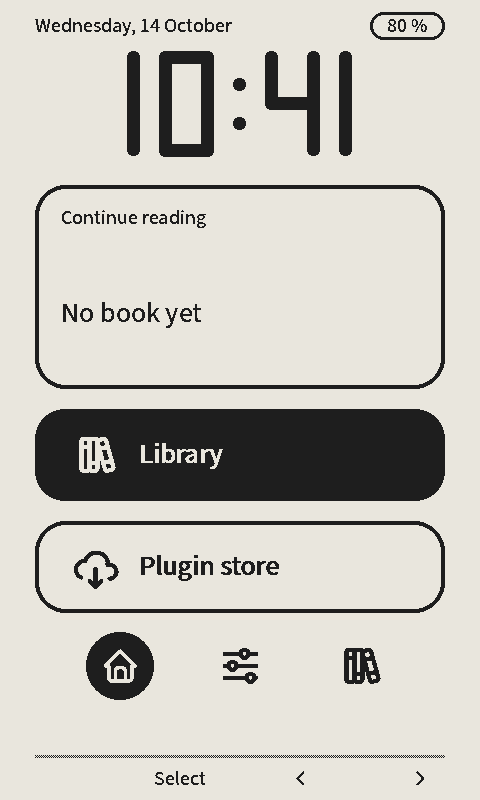 Wednesday, 14 October
80 %
10:41
Continue reading
No book yet
Library
Plugin store
Select < >